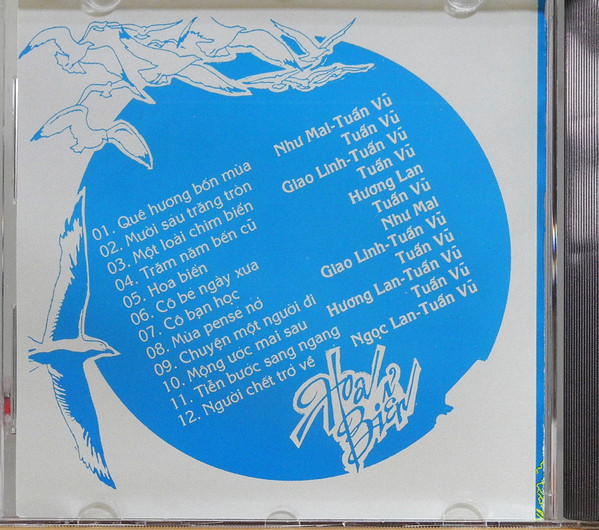 01. Quê hương bốn mùa Như Mai-Tuấn Vũ
02. Mười sáu trăng tròn Tuấn Vũ
03. Một loài chim biển Giao Linh-Tuấn Vũ
04. Trăm năm bến cũ Tuấn Vũ
05. Hoa biển Hương Lan
06. Cô bé ngày xưa Tuấn Vũ
07. Cô bạn học Như Mai
08. Mùa pense nở Giao Linh-Tuấn Vũ
09. Chuyện một người đi Tuấn Vũ
10. Mộng ước mai sau Hương Lan-Tuấn Vũ
11. Tiễn bước sang ngang Tuấn Vũ
12. Người chết trở về Ngọc Lan-Tuấn Vũ
Hoa
Biển